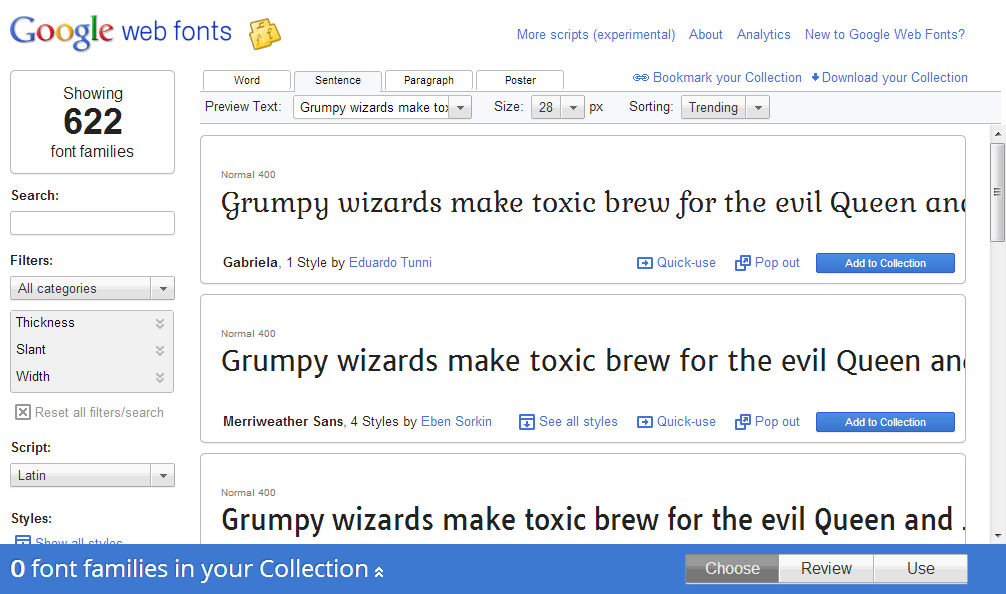 Google web fonts
More scripts (experimental) About Analytics New to Google Web Fonts?
Showing
622
font families
Word Sentence Paragraph Poster
Bookmark your Collection Download your Collection
Preview Text: Grumpy wizards make to Size: 28 px Sorting: Trending
Search:
Filters:
All categories
Thickness
Slant
Width
Reset all filters/search
Script:
Latin
Styles:
Show all styles
Normal 400
Grumpy wizards make toxic brew for the evil Queen and
Gabriela, 1 Style by Eduardo Tunni
Quick-use Pop out Add to Collection
Normal 400
Grumpy wizards make toxic brew for the evil Queen and
Merriweather Sans, 4 Styles by Eben Sorkin
See all styles Quick-use Pop out Add to Collection
Normal 400
Grumpy wizards make toxic brew for the evil Queen and
0 font families in your Collection
Choose Review Use